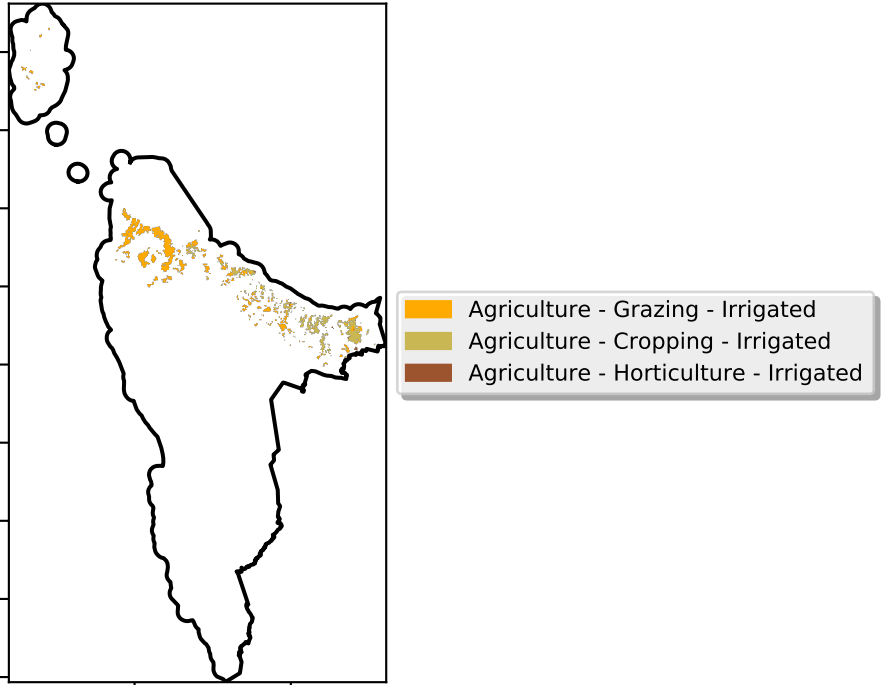 Agriculture - Grazing - Irrigated
Agriculture - Cropping - Irrigated
Agriculture - Horticulture - Irrigated